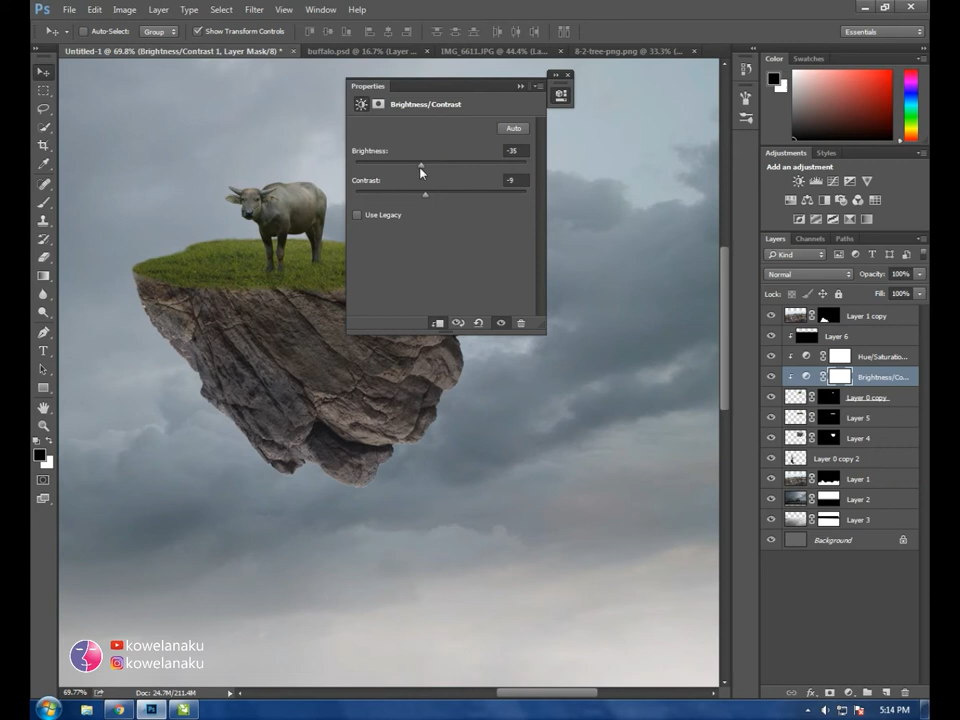 Ps File Edit Image Layer Type Select Filter View Window Help
Auto-Select: Group Show Transform Controls Essentials
Untitled-1 @ 69.8% (Brightness/Contrast 1, Layer Mask/8) * × buffalo.psd @ 16.7% (Layer ... × IMG_6611.JPG @ 44.4% (La... × 8-2-tree-png.png @ 33.3% (... ×
Properties
Brightness/Contrast
Auto
Brightness: -35
Contrast: -9
Use Legacy
Color Swatches
Adjustments Styles
Add an adjustment
Layers Channels Paths
Kind
Normal Opacity: 100%
Lock: Fill: 100%
Layer 1 copy
Layer 6
Hue/Saturatio...
Brightness/Co...
Layer 0 copy
Layer 5
Layer 4
Layer 0 copy 2
Layer 1
Layer 2
Layer 3
Background
kowelanaku
kowelanaku
69.77% Doc: 24.7M/211.4M
fx
5:14 PM